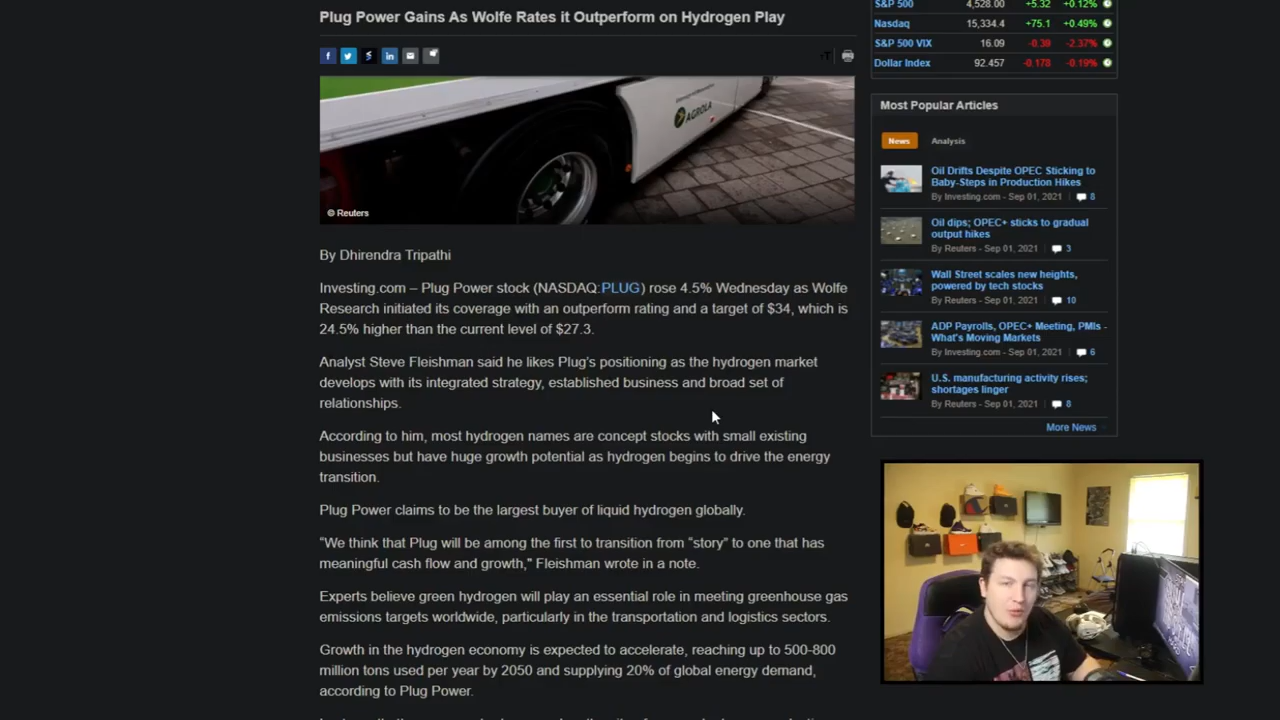 Plug Power Gains As Wolfe Rates it Outperform on Hydrogen Play
AGROLA
© Reuters
By Dhirendra Tripathi
Investing.com – Plug Power stock (NASDAQ:PLUG) rose 4.5% Wednesday as Wolfe
Research initiated its coverage with an outperform rating and a target of $34, which is
24.5% higher than the current level of $27.3.
Analyst Steve Fleishman said he likes Plug's positioning as the hydrogen market
develops with its integrated strategy, established business and broad set of
relationships.
According to him, most hydrogen names are concept stocks with small existing
businesses but have huge growth potential as hydrogen begins to drive the energy
transition.
Plug Power claims to be the largest buyer of liquid hydrogen globally.
“We think that Plug will be among the first to transition from “story” to one that has
meaningful cash flow and growth,” Fleishman wrote in a note.
Experts believe green hydrogen will play an essential role in meeting greenhouse gas
emissions targets worldwide, particularly in the transportation and logistics sectors.
Growth in the hydrogen economy is expected to accelerate, reaching up to 500-800
million tons used per year by 2050 and supplying 20% of global energy demand,
according to Plug Power.
S&P 500 4,528.00 +5.32 +0.12%
Nasdaq 15,334.4 +75.1 +0.49%
S&P 500 VIX 16.09 -0.39 -2.37%
Dollar Index 92.457 -0.178 -0.19%
Most Popular Articles
News Analysis
Oil Drifts Despite OPEC Sticking to
Baby-Steps in Production Hikes
By Investing.com - Sep 01, 2021 8
Oil dips; OPEC+ sticks to gradual
output hikes
By Reuters - Sep 01, 2021 3
Wall Street scales new heights,
powered by tech stocks
By Reuters - Sep 01, 2021 10
ADP Payrolls, OPEC+ Meeting, PMIs -
What's Moving Markets
By Investing.com - Sep 01, 2021 6
U.S. manufacturing activity rises;
shortages linger
By Reuters - Sep 01, 2021 8
More News